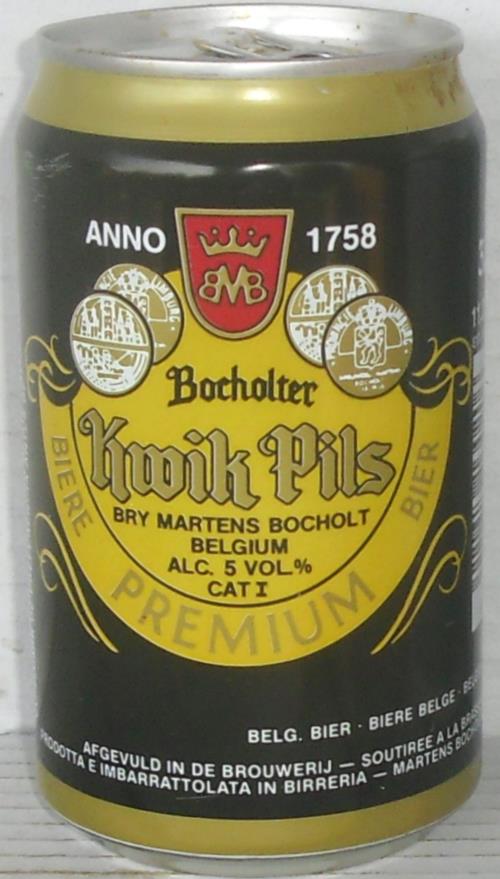 ANNO 1758
BMB
Bocholter
Kwik Pils
BIERE BIER
BRY MARTENS BOCHOLT
BELGIUM
ALC. 5 VOL.%
CAT I
PREMIUM
BELG. BIER · BIERE BELGE ·
AFGEVULD IN DE BROUWERIJ — SOUTIREE A LA
PRODOTTA E IMBARRATTOLATA IN BIRRERIA — MARTENS